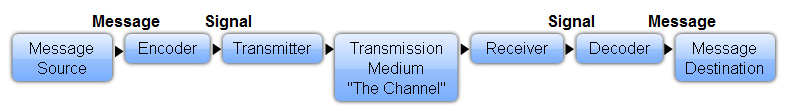 Message Signal Signal Message
Message Source
Encoder
Transmitter
Transmission Medium "The Channel"
Receiver
Decoder
Message Destination